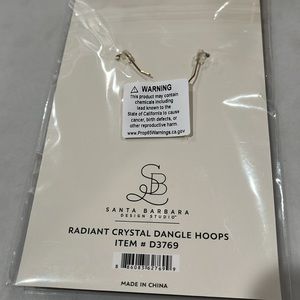 ⚠ WARNING
This product may contain
chemicals including
lead known to the
State of California to cause
cancer, birth defects, or
other reproductive harm
www.Prop65Warnings.ca.gov
SB
SANTA BARBARA
DESIGN STUDIO
RADIANT CRYSTAL DANGLE HOOPS
ITEM # D3769
MADE IN CHINA